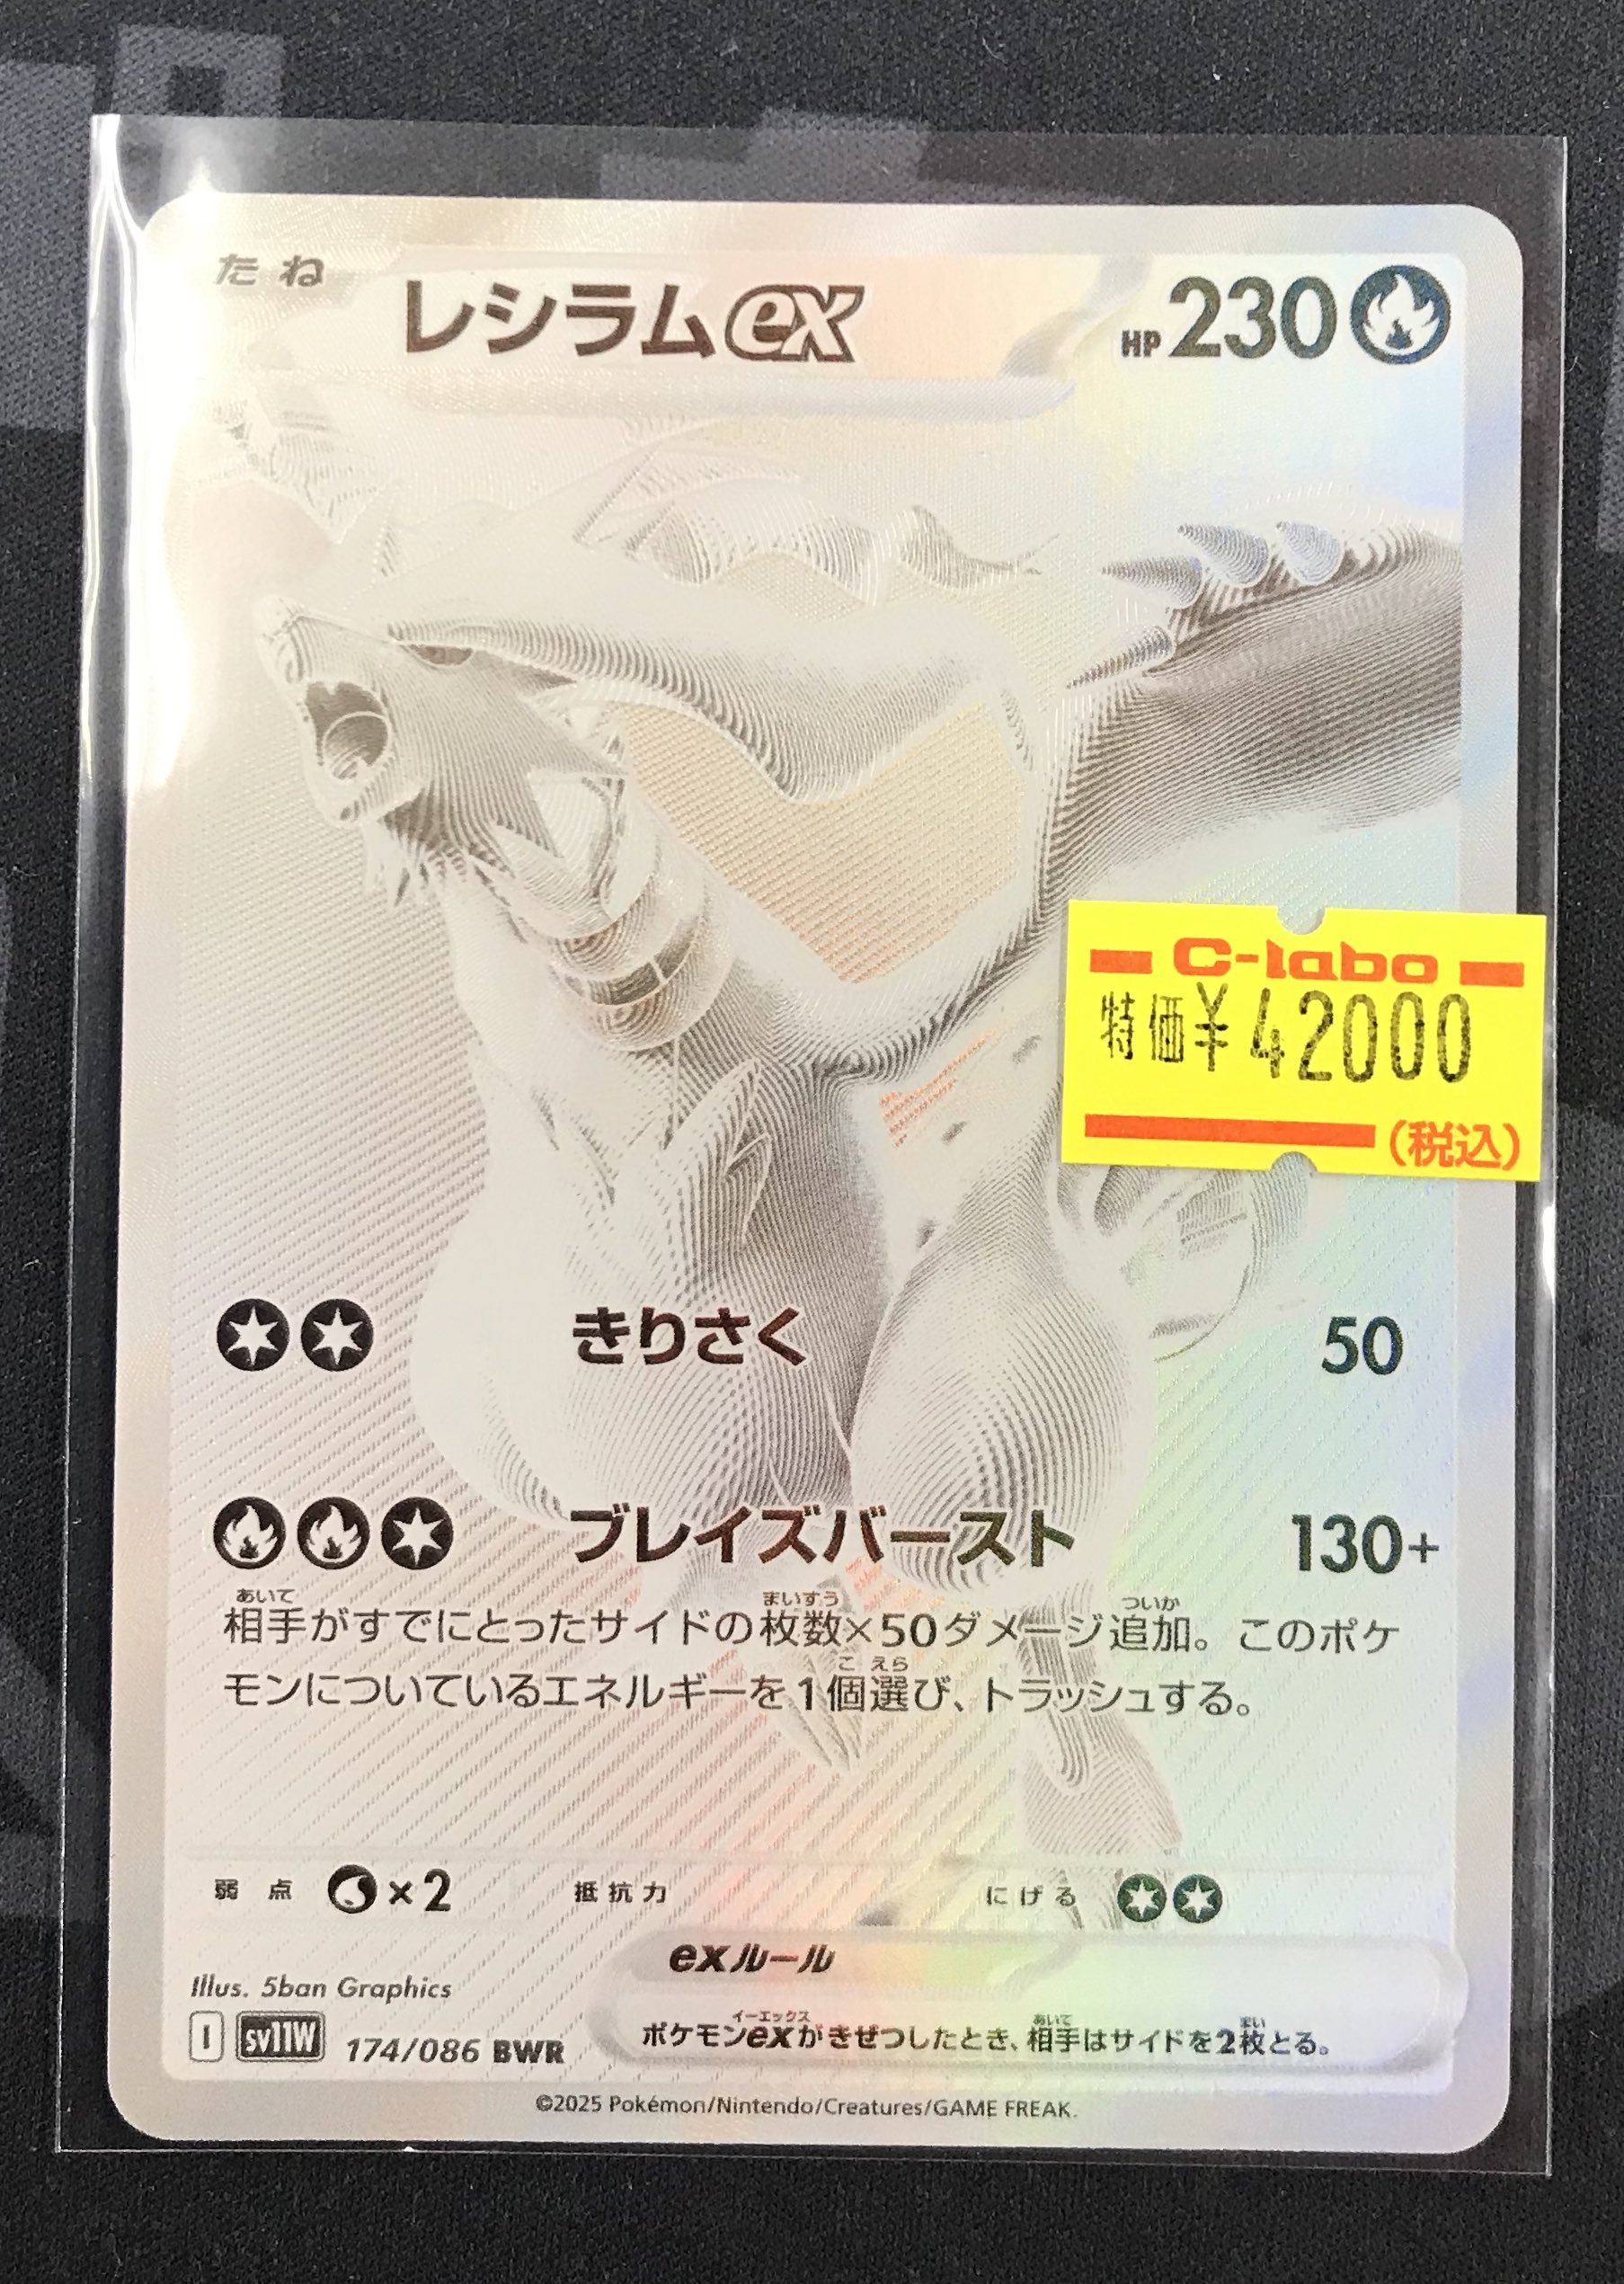 たね
レシラムex
HP 230
C-labo
特価¥42000
(税込)
きりさく 50
ブレイズバースト 130+
あいて まいすう ついか
相手がすでにとったサイドの枚数×50ダメージ追加。このポケ
こ えら
モンについているエネルギーを1個選び、トラッシュする。
弱点 ×2 抵抗力 にげる
exルール
イーエックス あいて まい
ポケモンexがきぜつしたとき、相手はサイドを2枚とる。
Illus. 5ban Graphics
I SV11W 174/086 BWR
©2025 Pokémon/Nintendo/Creatures/GAME FREAK.